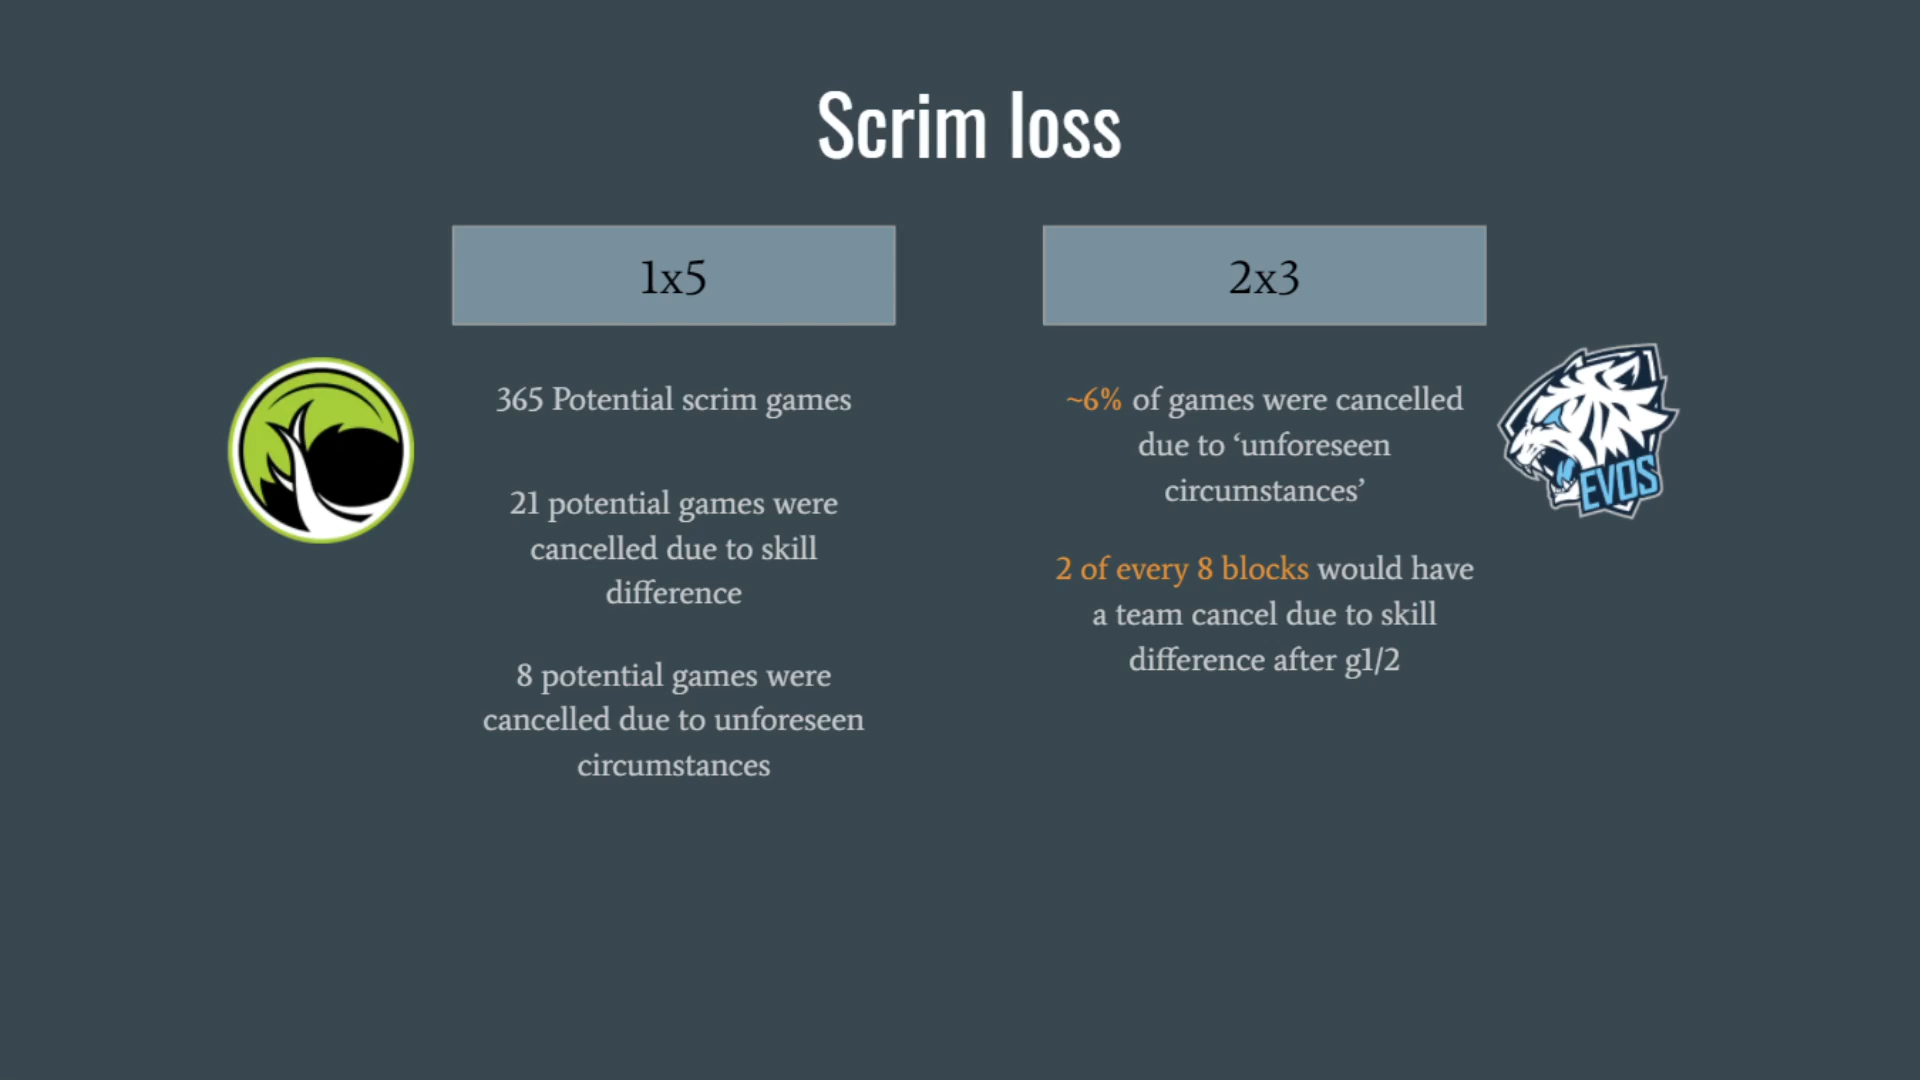 Scrim loss
1x5
365 Potential scrim games
21 potential games were
cancelled due to skill
difference
8 potential games were
cancelled due to unforeseen
circumstances
2x3
~6% of games were cancelled
due to ‘unforeseen
circumstances’
2 of every 8 blocks would have
a team cancel due to skill
difference after g1/2
EVOS